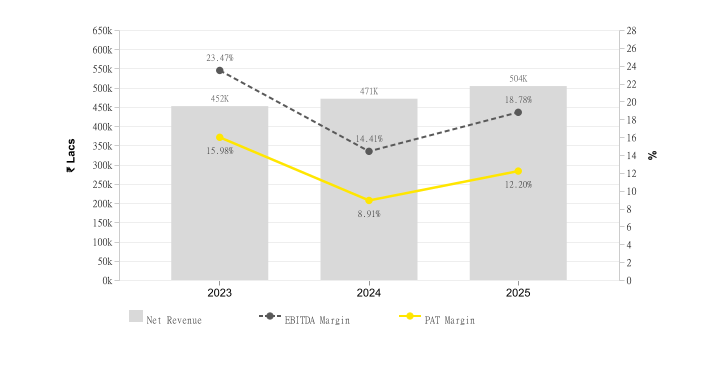 650k
600k
550k
500k
450k
400k
350k
300k
250k
200k
150k
100k
50k
0k
₹ Lacs
28
26
24
22
20
18
16
14
12
10
8
6
4
2
0
%
23.47%
452K
15.98%
471K
14.41%
8.91%
504K
18.78%
12.20%
2023 2024 2025
Net Revenue EBITDA Margin PAT Margin